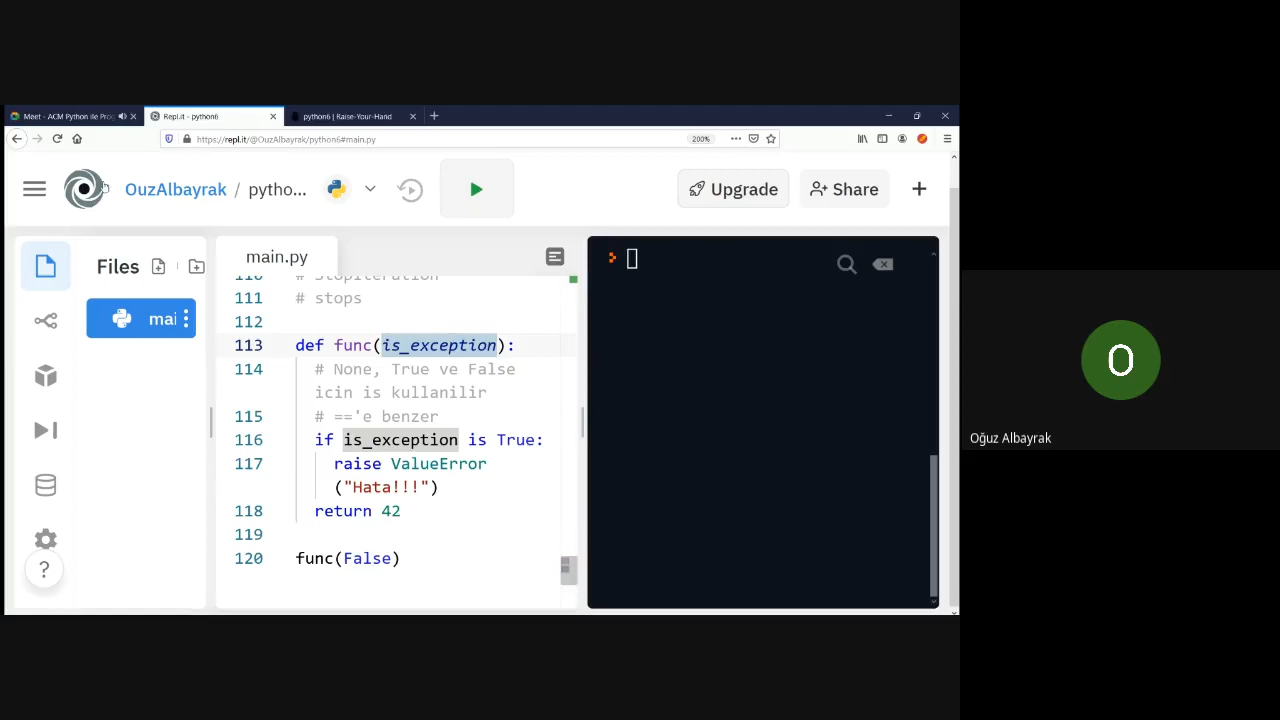 Meet - ACM Python ile Prog
Repl.it - python6
python6 | Raise-Your-Hand
https://repl.it/@OuzAlbayrak/python6#main.py
200%
OuzAlbayrak / pytho...
Upgrade
Share
Files
mai
main.py
110 # StopIteration
111 # stops
112
113 def func(is_exception):
114 # None, True ve False
icin is kullanilir
115 # =='e benzer
116 if is_exception is True:
117 raise ValueError
("Hata!!!")
118 return 42
119
120 func(False)
?
O
Oğuz Albayrak